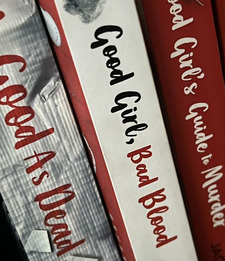 Good As Dead
Good Girl, Bad Blood
Good Girl's Guide to Murder